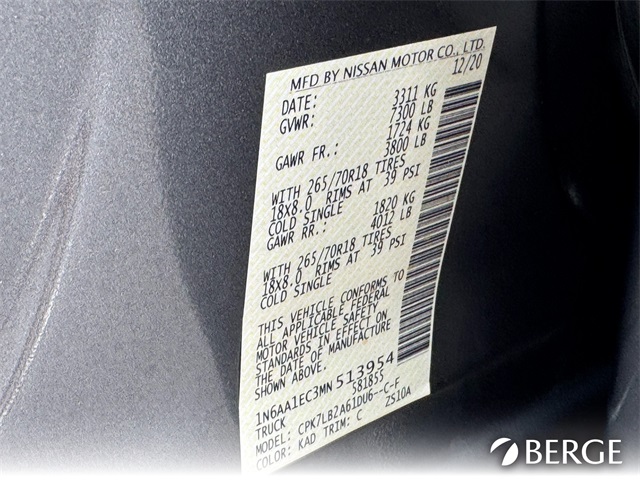 MFD BY NISSAN MOTOR CO., LTD.
DATE: 12/20
GVWR: 3311 KG
7300 LB
GAWR FR.: 1724 KG
3800 LB
WITH 265/70R18 TIRES
18X8.0 RIMS AT 39 PSI
COLD SINGLE
GAWR RR.: 1820 KG
4012 LB
WITH 265/70R18 TIRES
18X8.0 RIMS AT 39 PSI
COLD SINGLE
THIS VEHICLE CONFORMS TO
ALL APPLICABLE FEDERAL
MOTOR VEHICLE SAFETY
STANDARDS IN EFFECT ON
THE DATE OF MANUFACTURE
SHOWN ABOVE.
1N6AA1EC3MN513954
TRUCK 581855
MODEL: CPK7LB2A61DU6--C-F
COLOR: KAD TRIM: C ZS10A
BERGE